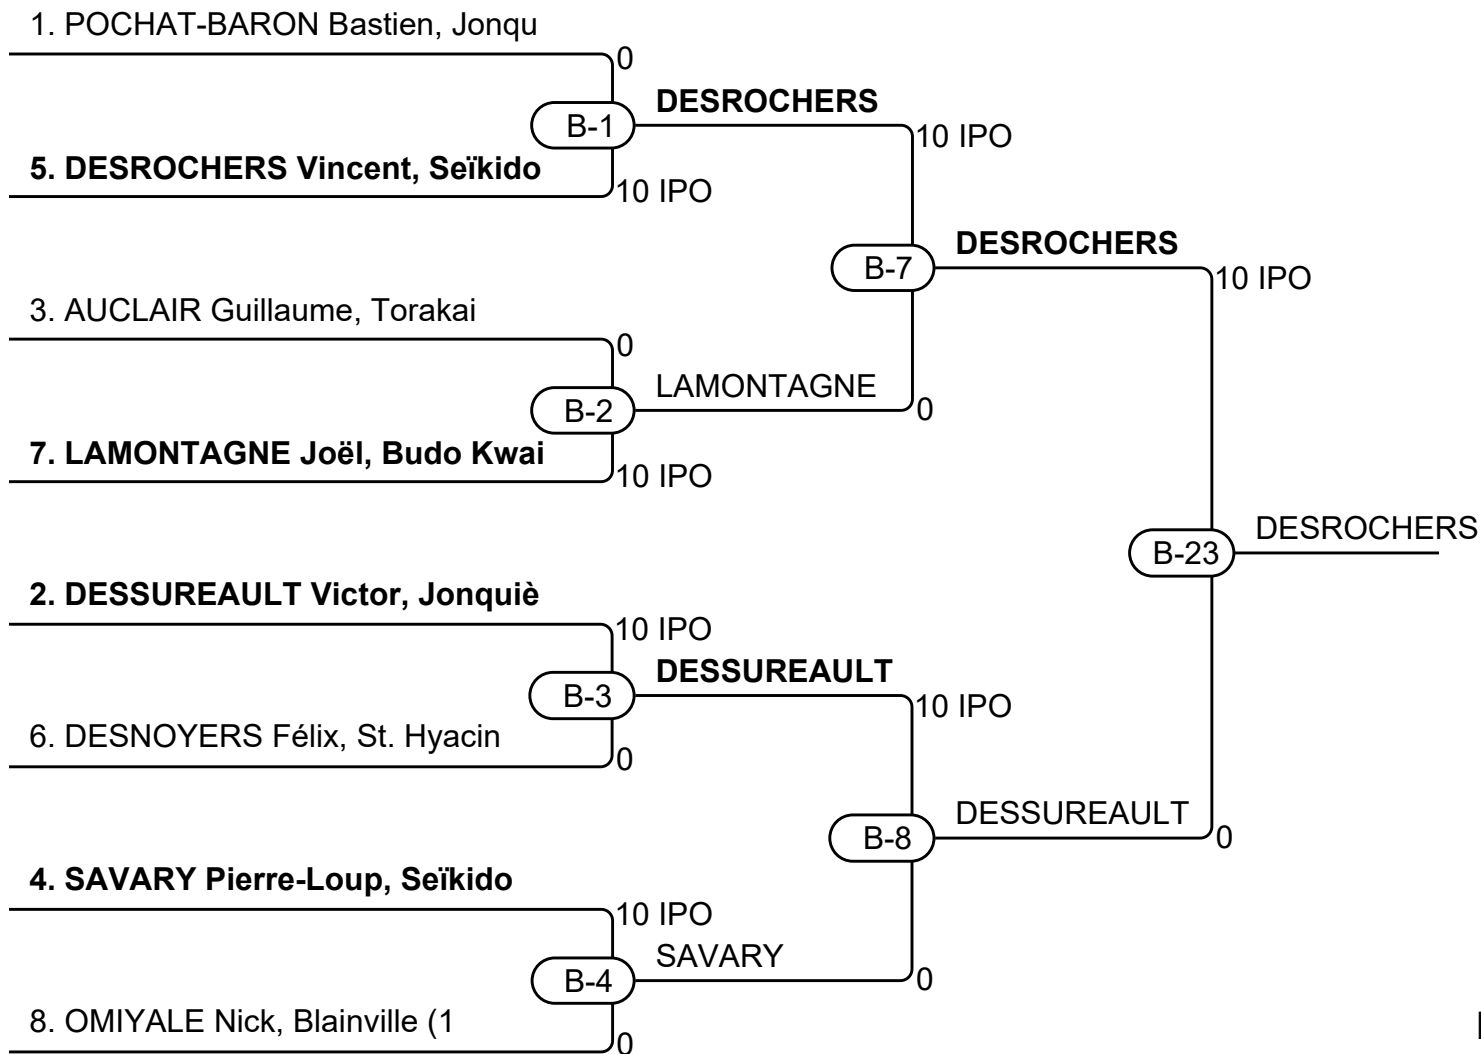 1. POCHAT-BARON Bastien, Jonqu
0
DESROCHERS
B-1
10 IPO
5. DESROCHERS Vincent, Seïkido
10 IPO
DESROCHERS
B-7
10 IPO
3. AUCLAIR Guillaume, Torakai
0
LAMONTAGNE
B-2
0
7. LAMONTAGNE Joël, Budo Kwai
10 IPO
DESROCHERS
B-23
2. DESSUREAULT Victor, Jonquiè
10 IPO
DESSUREAULT
B-3
10 IPO
6. DESNOYERS Félix, St. Hyacin
0
DESSUREAULT
B-8
0
4. SAVARY Pierre-Loup, Seïkido
10 IPO
SAVARY
B-4
0
8. OMIYALE Nick, Blainville (1
0